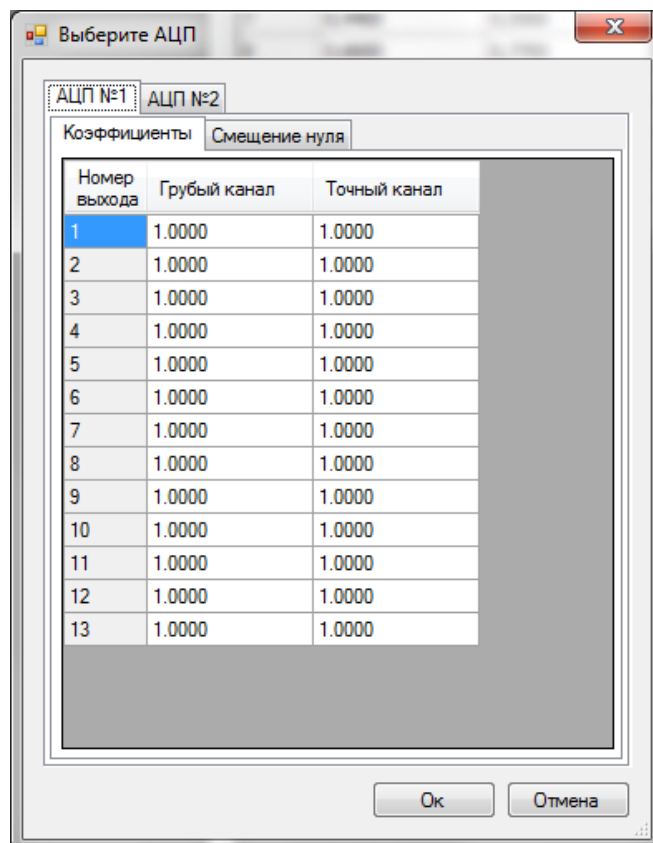 Выберите АЦП
АЦП №1 АЦП №2
Коэффициенты Смещение нуля
Номер выхода Грубый канал Точный канал
1 1.0000 1.0000
2 1.0000 1.0000
3 1.0000 1.0000
4 1.0000 1.0000
5 1.0000 1.0000
6 1.0000 1.0000
7 1.0000 1.0000
8 1.0000 1.0000
9 1.0000 1.0000
10 1.0000 1.0000
11 1.0000 1.0000
12 1.0000 1.0000
13 1.0000 1.0000
Ок Отмена